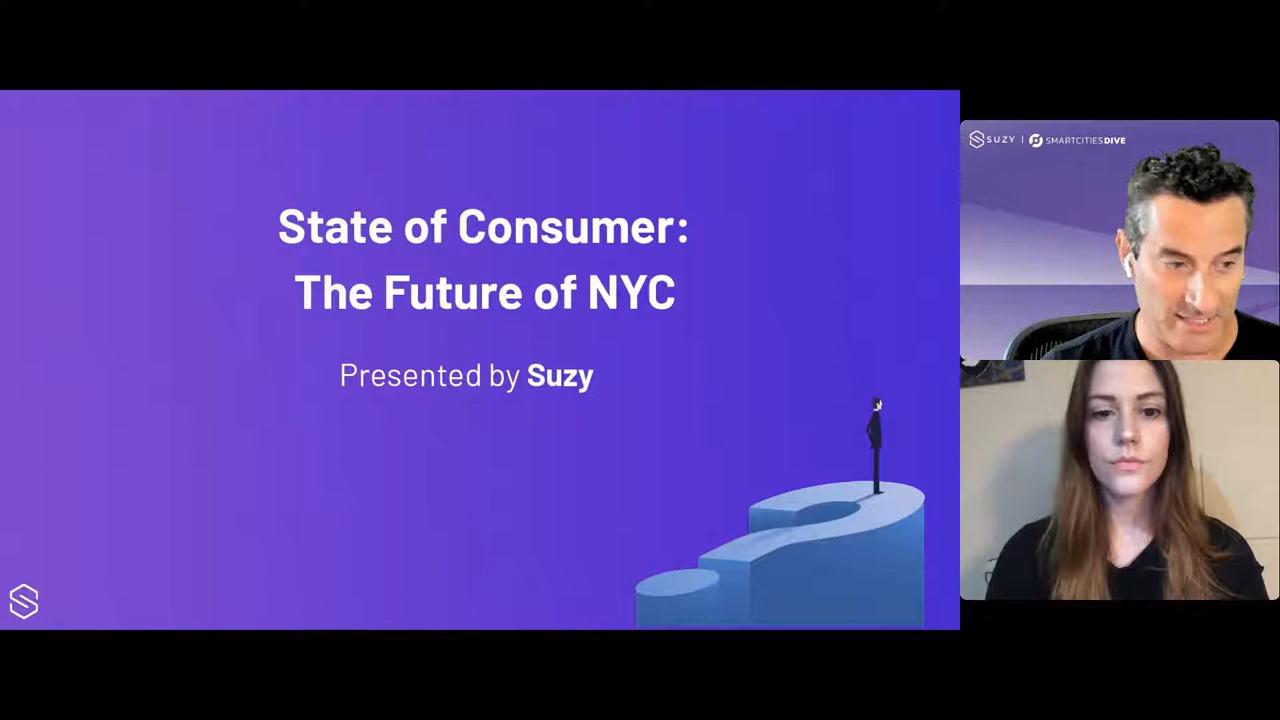 State of Consumer:
The Future of NYC
Presented by Suzy
SUZY | SMARTCITIESDIVE